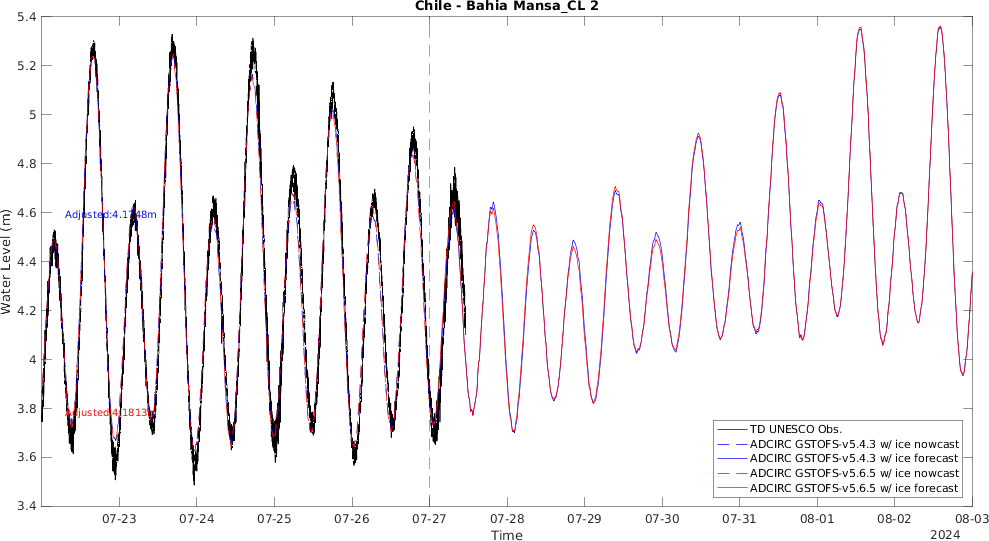 Chile - Bahia Mansa_CL 2
Water Level (m)
5.4
5.2
5
4.8
4.6
4.4
4.2
4
3.8
3.6
3.4
Adjusted:4.1748m
Adjusted:4.1813m
TD UNESCO Obs.
ADCIRC GSTOFS-v5.4.3 w/ ice nowcast
ADCIRC GSTOFS-v5.4.3 w/ ice forecast
ADCIRC GSTOFS-v5.6.5 w/ ice nowcast
ADCIRC GSTOFS-v5.6.5 w/ ice forecast
07-23 07-24 07-25 07-26 07-27 07-28 07-29 07-30 07-31 08-01 08-02 08-03
Time
2024